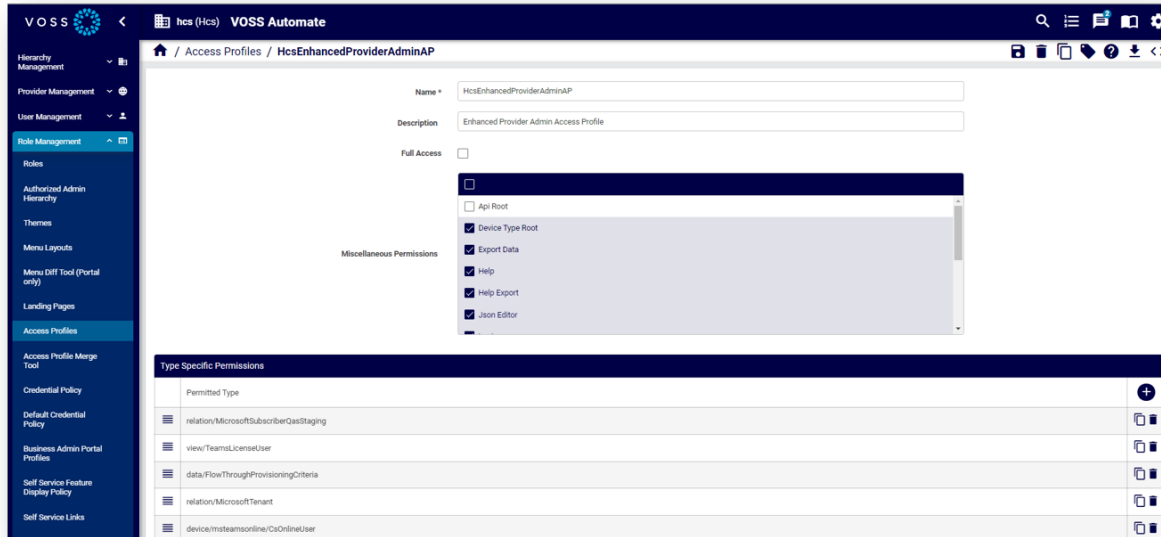 VOSS
hcs (Hcs) VOSS Automate
2
/ Access Profiles / HcsEnhancedProviderAdminAP
Hierarchy
Management
Provider Management
User Management
Role Management
Roles
Authorized Admin
Hierarchy
Themes
Menu Layouts
Menu Diff Tool (Portal
only)
Landing Pages
Access Profiles
Access Profile Merge
Tool
Credential Policy
Default Credential
Policy
Business Admin Portal
Profiles
Self Service Feature
Display Policy
Self Service Links
Name * HcsEnhancedProviderAdminAP
Description Enhanced Provider Admin Access Profile
Full Access
Miscellaneous Permissions
Api Root
Device Type Root
Export Data
Help
Help Export
Json Editor
Type Specific Permissions
Permitted Type
relation/MicrosoftSubscriberQasStaging
view/TeamsLicenseUser
data/FlowThroughProvisioningCriteria
relation/MicrosoftTenant
device/msteamsonline/CsOnlineUser